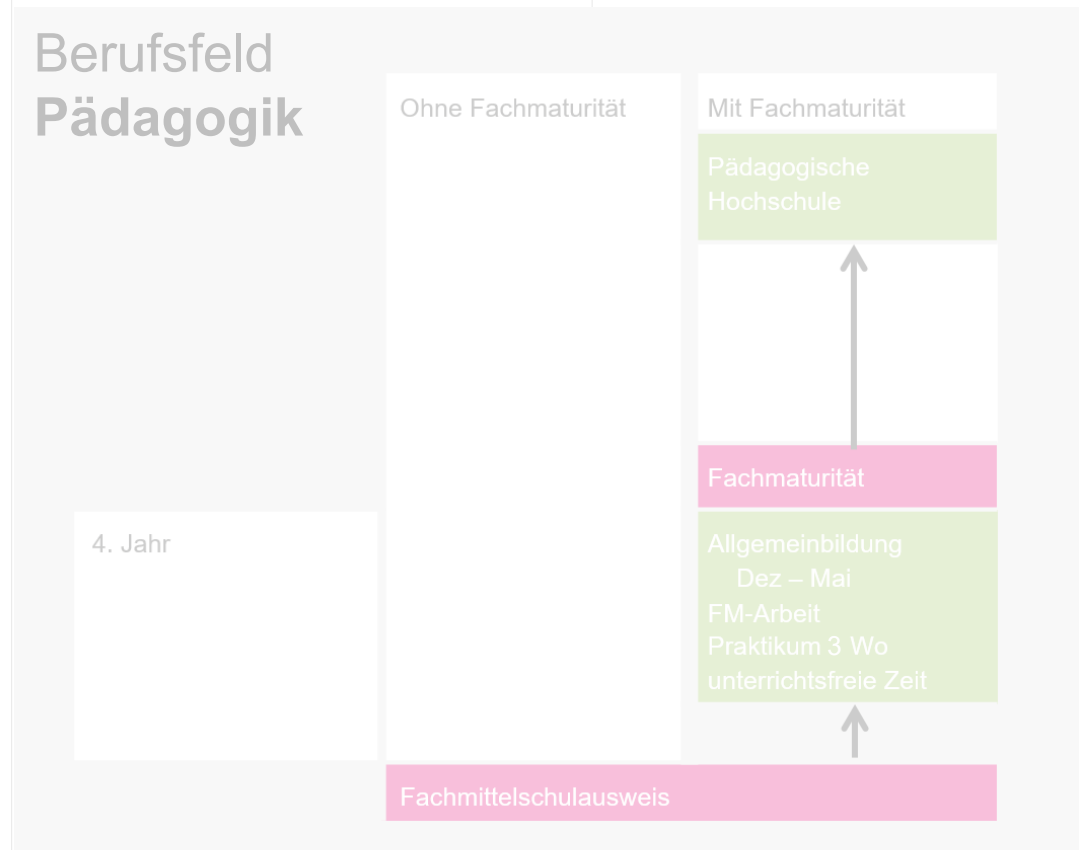 Berufsfeld
Pädagogik
Ohne Fachmaturität
Mit Fachmaturität
Pädagogische
Hochschule
Fachmaturität
4. Jahr
Allgemeinbildung
Dez – Mai
FM-Arbeit
Praktikum 3 Wo
unterrichtsfreie Zeit
Fachmittelschulausweis